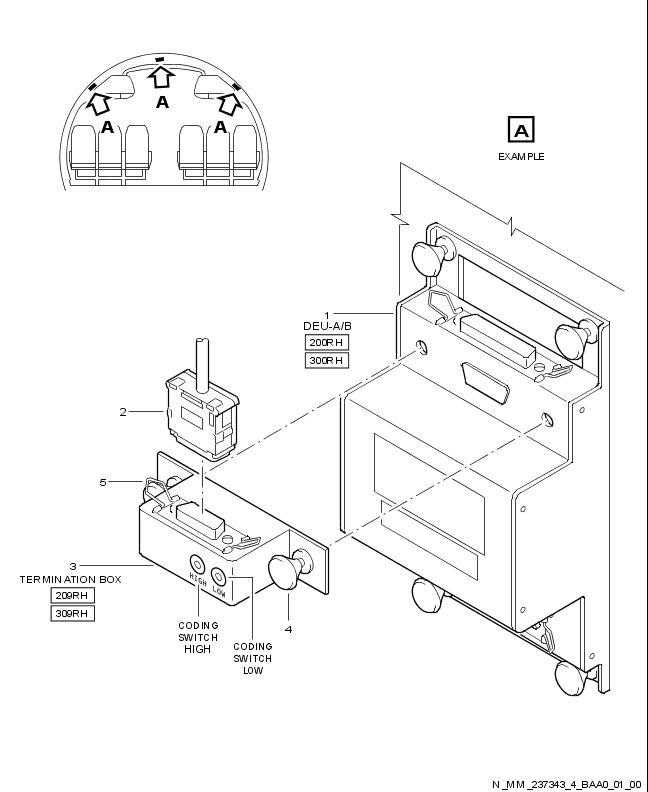 A
A
A
A
EXAMPLE
1
DEU-A/B
200RH
300RH
2
5
3
TERMINATION BOX
209RH
309RH
HIGH LOW
CODING
SWITCH
HIGH
CODING
SWITCH
LOW
4
N_MM_237343_4_BAA0_01_00